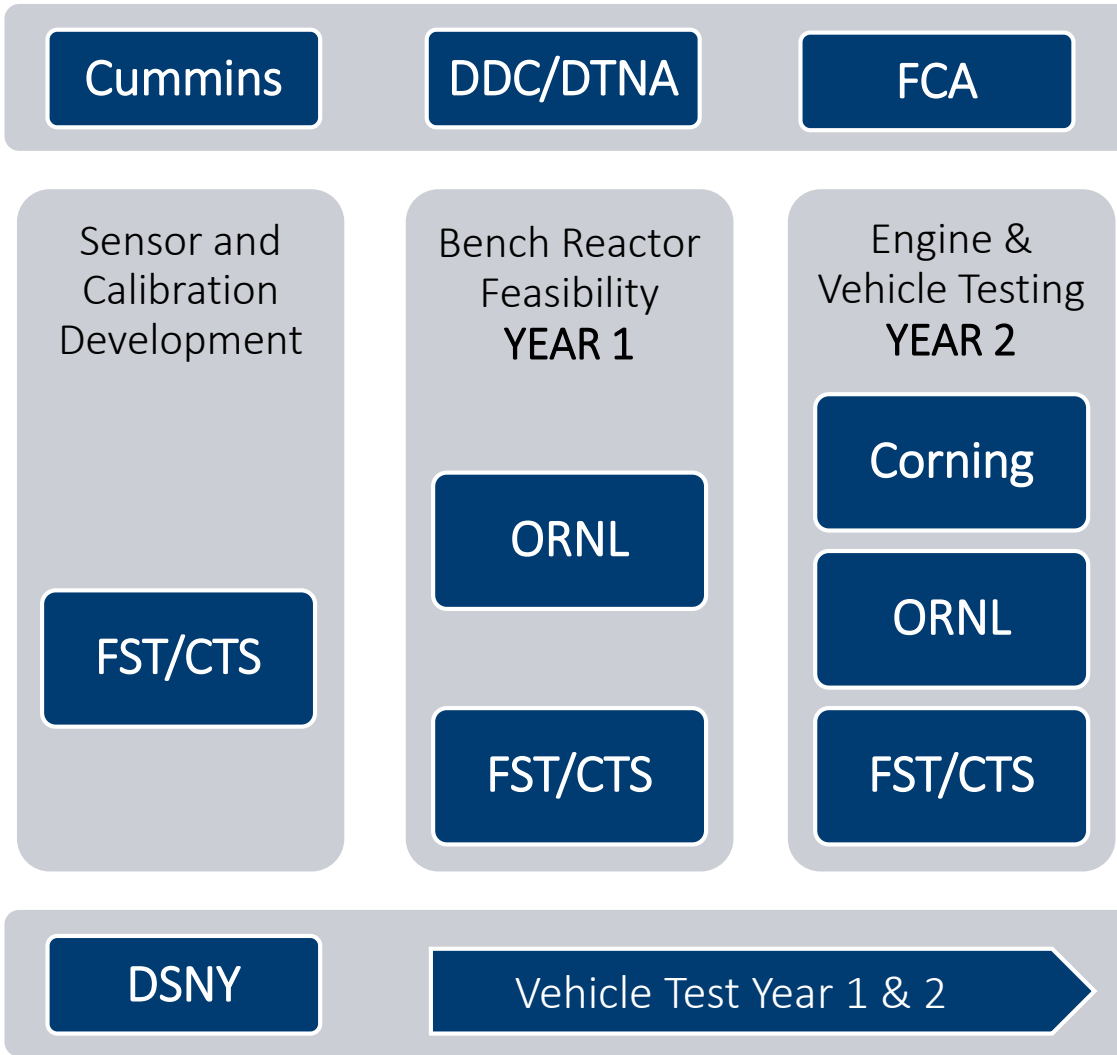 Cummins
DDC/DTNA
FCA
Sensor and
Calibration
Development
FST/CTS
Bench Reactor
Feasibility
YEAR 1
ORNL
FST/CTS
Engine &
Vehicle Testing
YEAR 2
Corning
ORNL
FST/CTS
DSNY
Vehicle Test Year 1 & 2